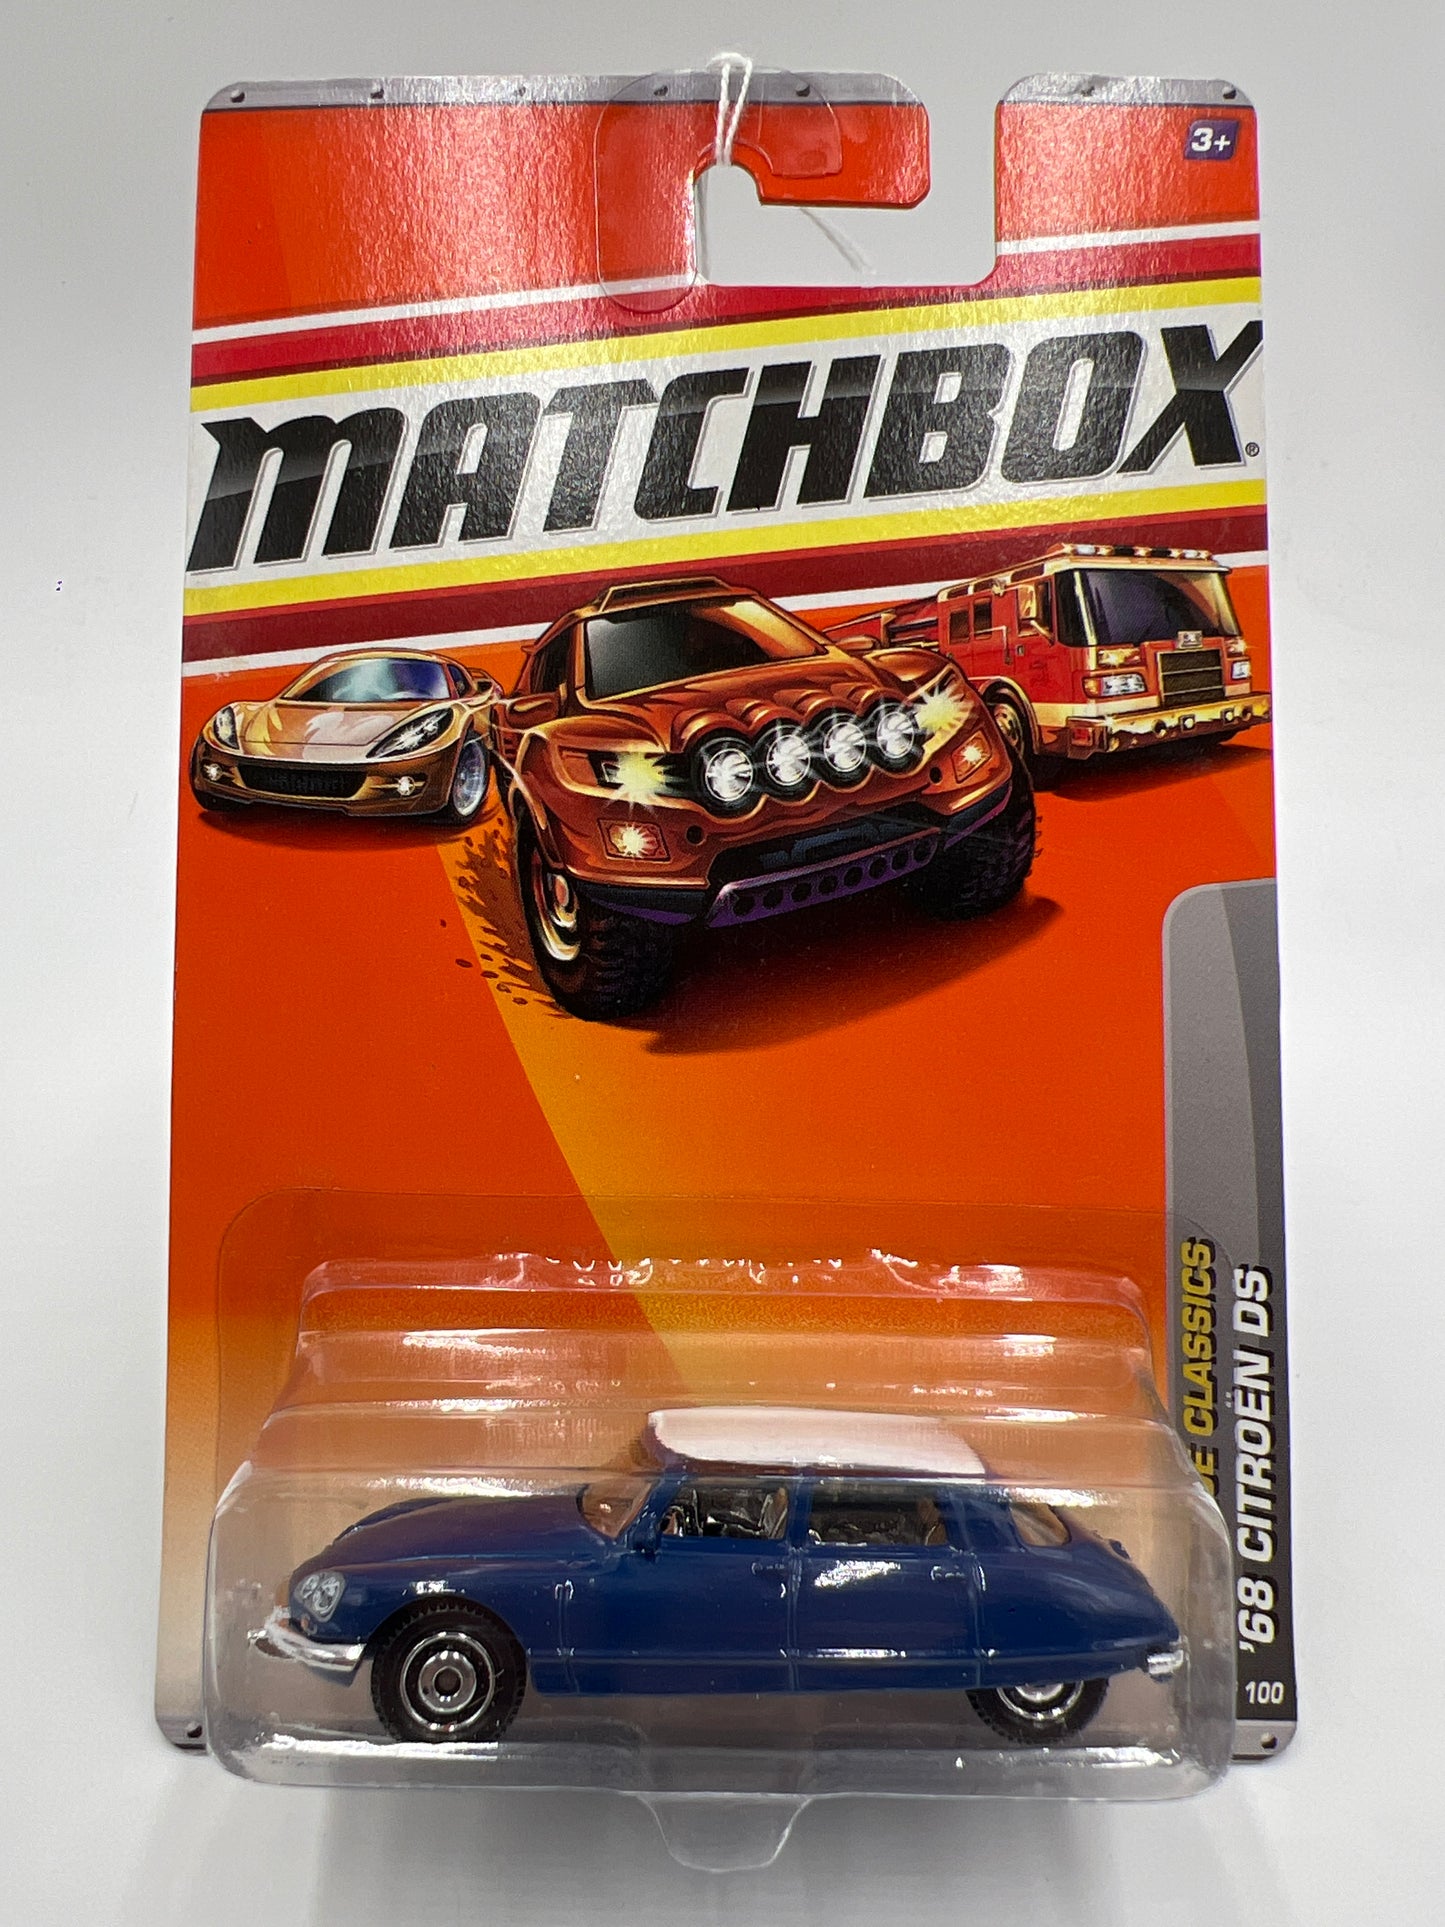 3+
MATCHBOX®
CLASSICS
'68 CITROËN DS
100